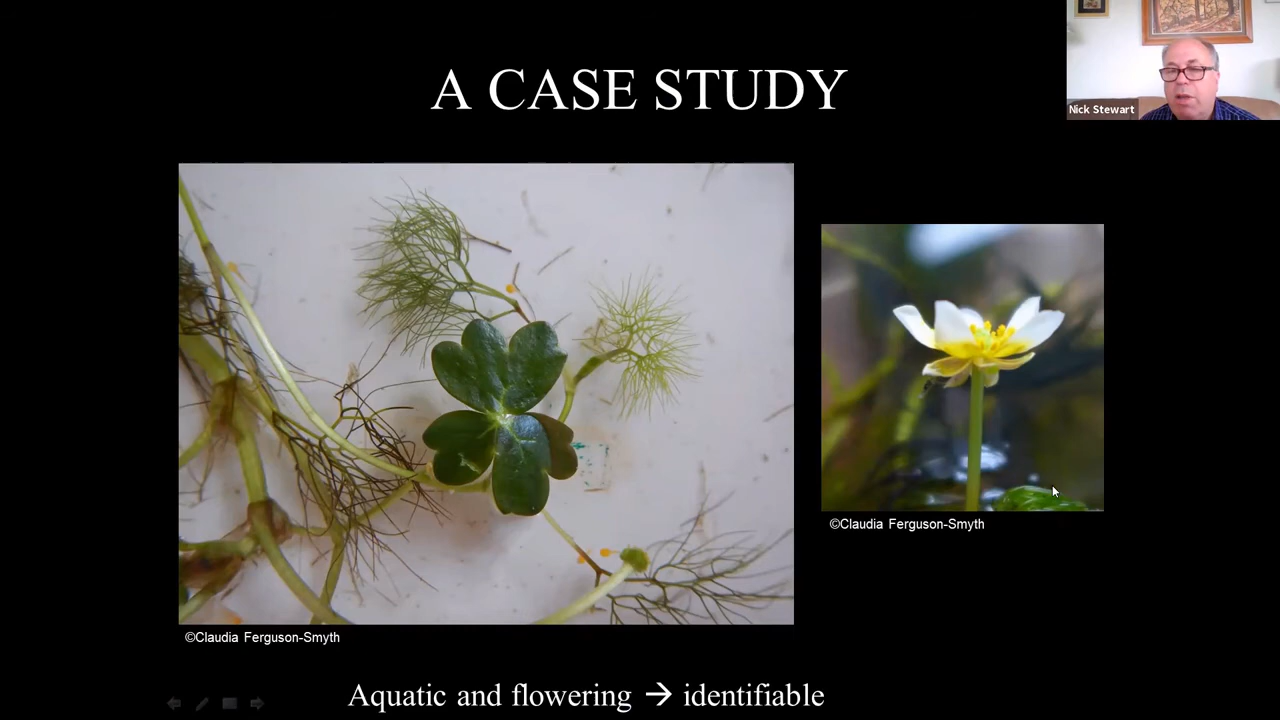 A CASE STUDY
Nick Stewart
©Claudia Ferguson-Smyth
©Claudia Ferguson-Smyth
Aquatic and flowering → identifiable